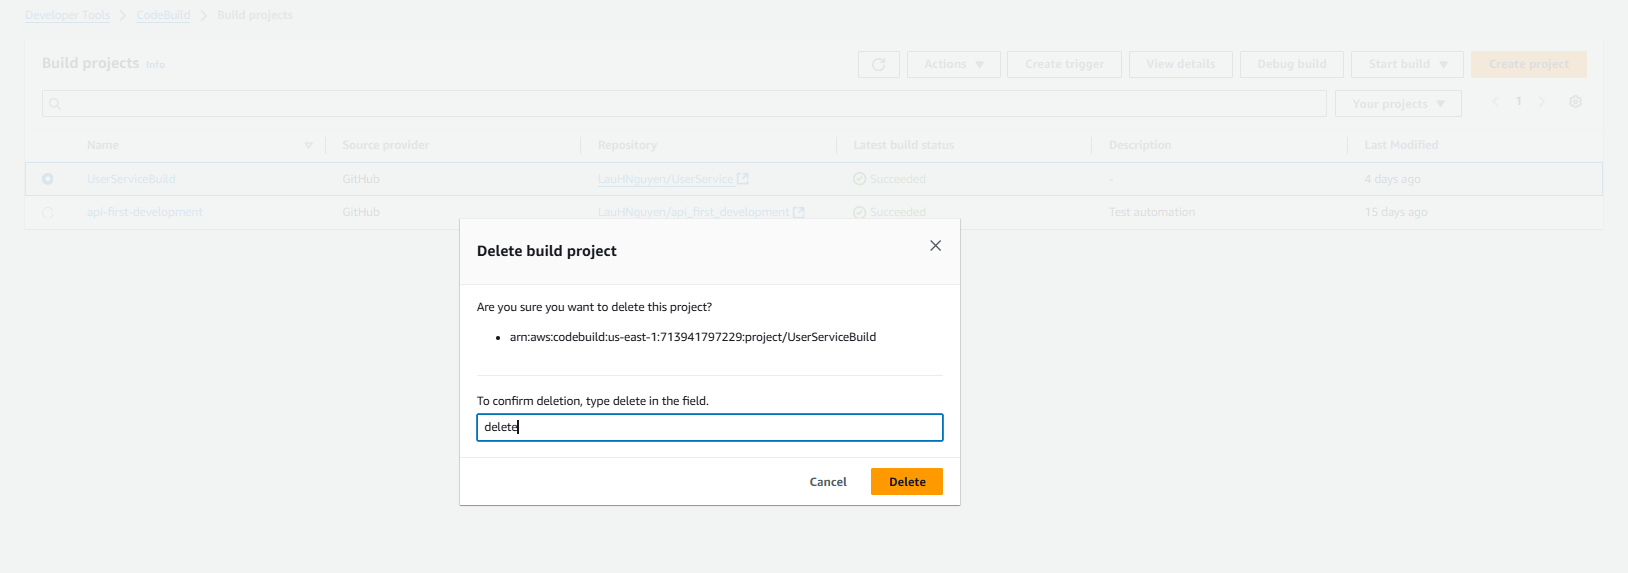 Developer Tools > CodeBuild > Build projects
Build projects Info
Actions Create trigger View details Debug build Start build Create project
Your projects 1
Name Source provider Repository Latest build status Description Last Modified
UserServiceBuild GitHub LauHNguyen/UserService Succeeded - 4 days ago
api-first-development GitHub LauHNguyen/api_first_development Succeeded Test automation 15 days ago
Delete build project
Are you sure you want to delete this project?
• arn:aws:codebuild:us-east-1:713941797229:project/UserServiceBuild
To confirm deletion, type delete in the field.
delete
Cancel Delete